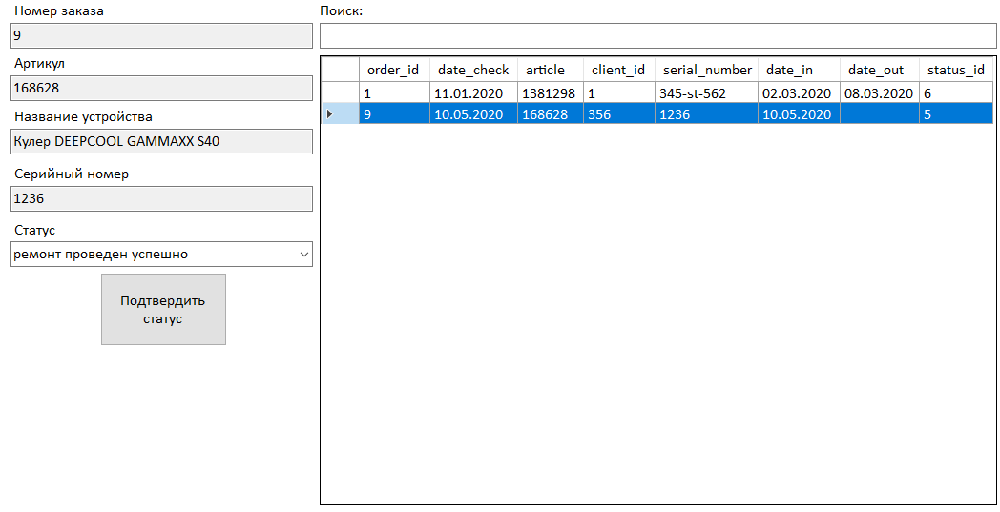 Номер заказа
9
Артикул
168628
Название устройства
Кулер DEEPCOOL GAMMAXX S40
Серийный номер
1236
Статус
ремонт проведен успешно
Подтвердить
статус
Поиск:
order_id date_check article client_id serial_number date_in date_out status_id
1 11.01.2020 1381298 1 345-st-562 02.03.2020 08.03.2020 6
9 10.05.2020 168628 356 1236 10.05.2020 5